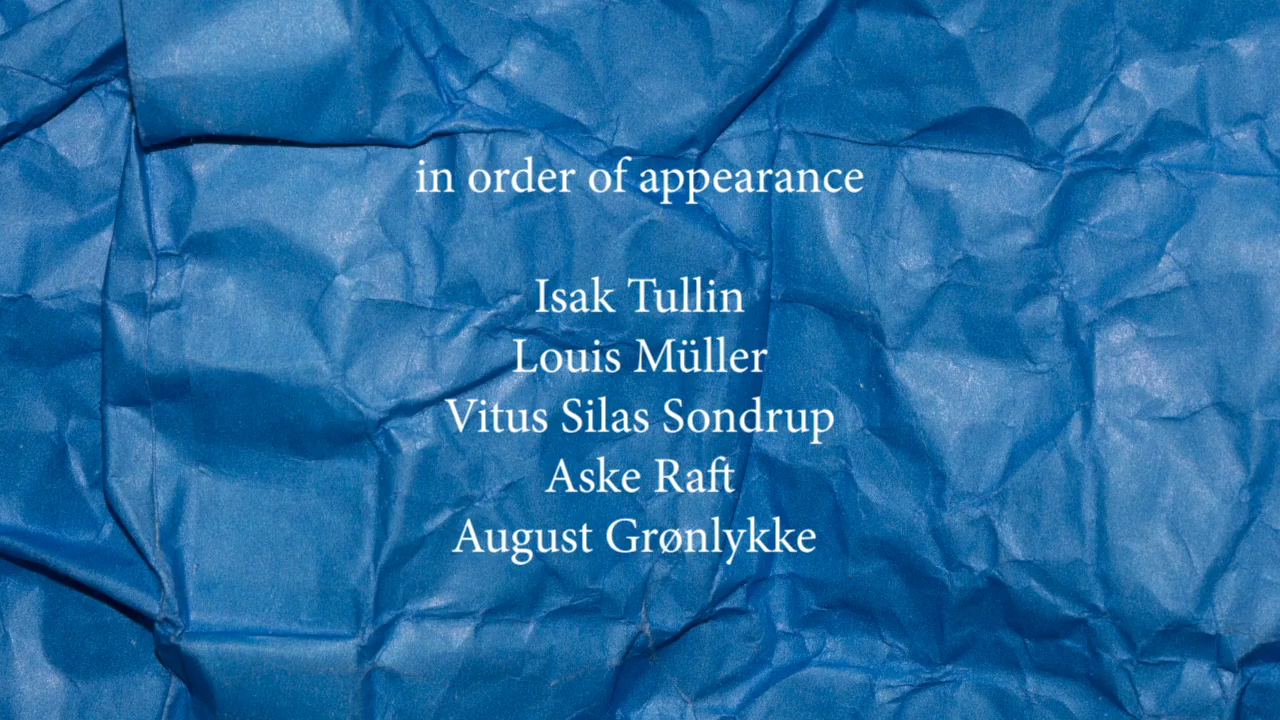 in order of appearance
Isak Tullin
Louis Müller
Vitus Silas Sondrup
Aske Raft
August Grønlykke